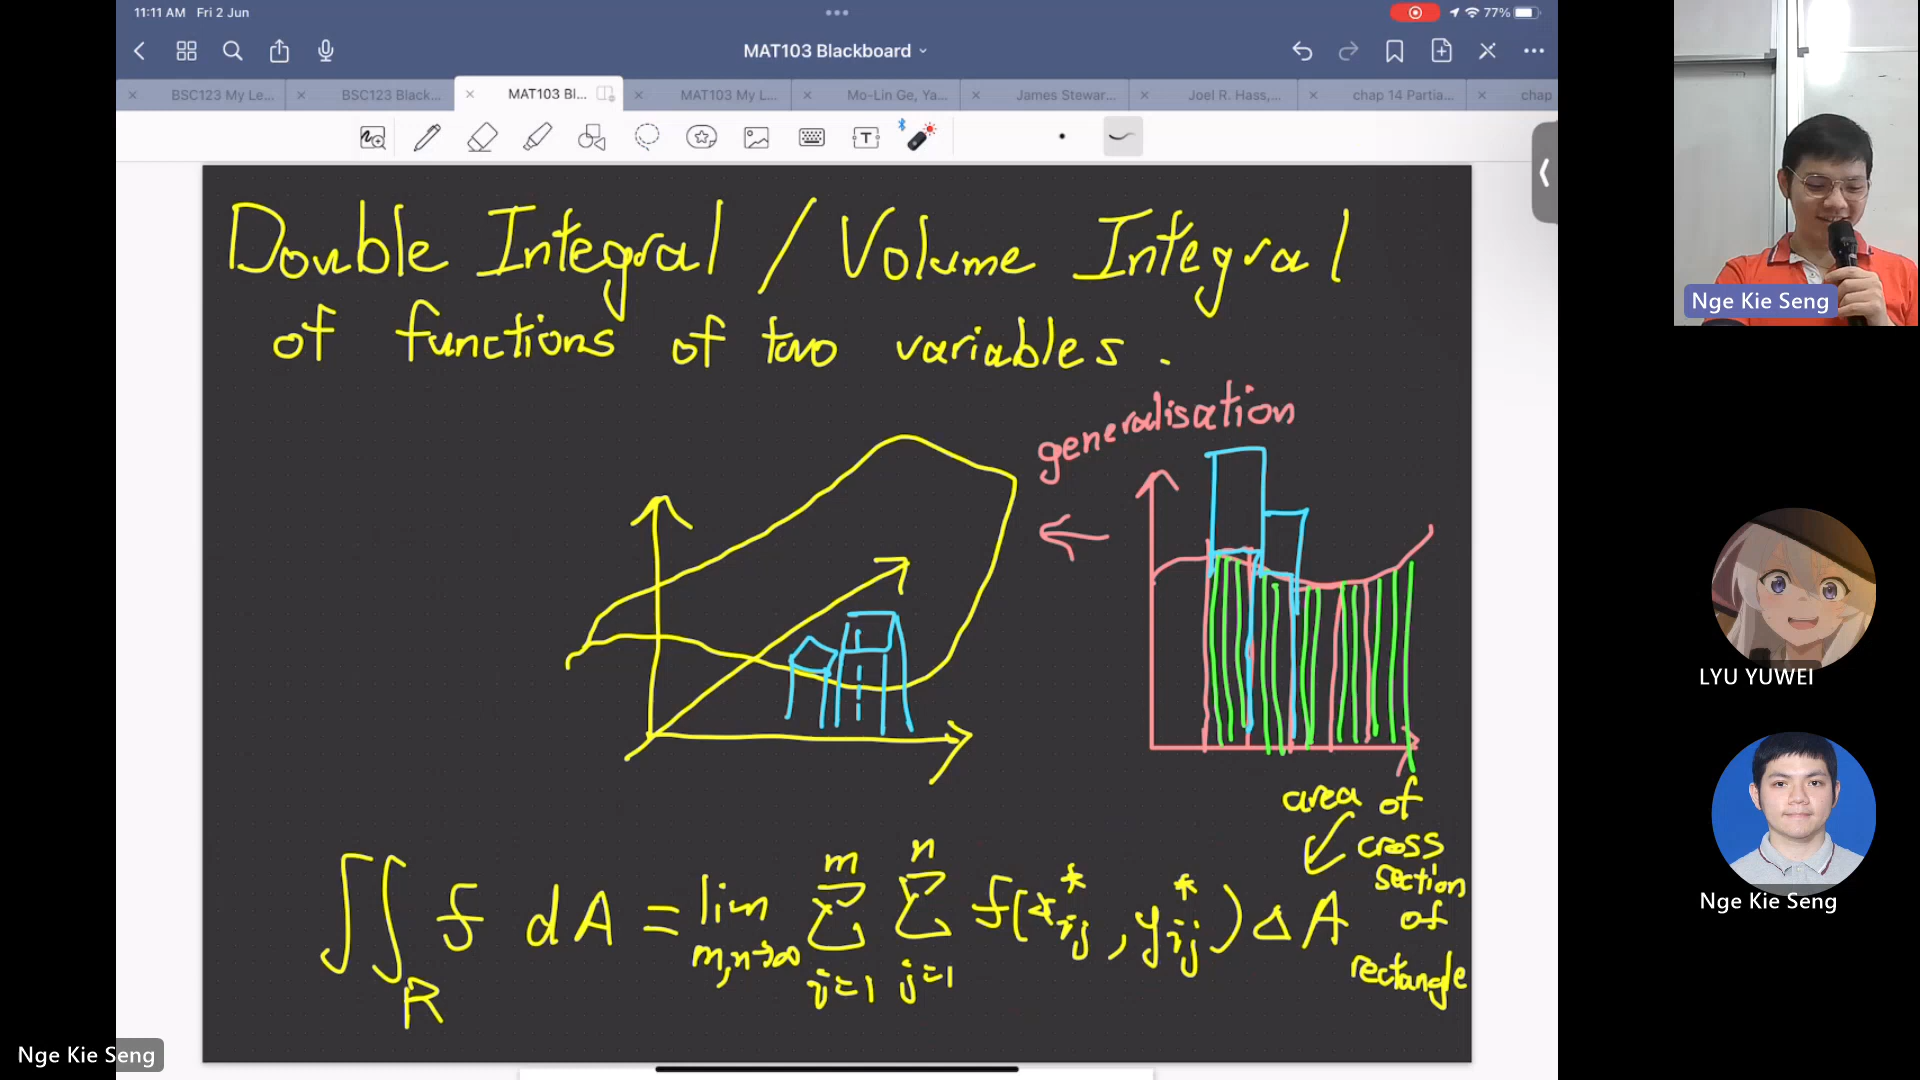 11:11 AM Fri 2 Jun
77%
MAT103 Blackboard
BSC123 My Le...
BSC123 Black...
MAT103 Bl...
MAT103 My L...
Mo-Lin Ge, Ya...
James Stewar...
Joel R. Hass,...
chap 14 Partia...
chap
Double Integral / Volume Integral
of functions of two variables.
generalisation
area of
cross
section
of
rectangle
∬_R f dA = lim_{m,n→∞} Σ_{i=1}^{m} Σ_{j=1}^{n} f(x*_{ij}, y*_{ij}) ΔA
Nge Kie Seng
LYU YUWEI
Nge Kie Seng
Nge Kie Seng